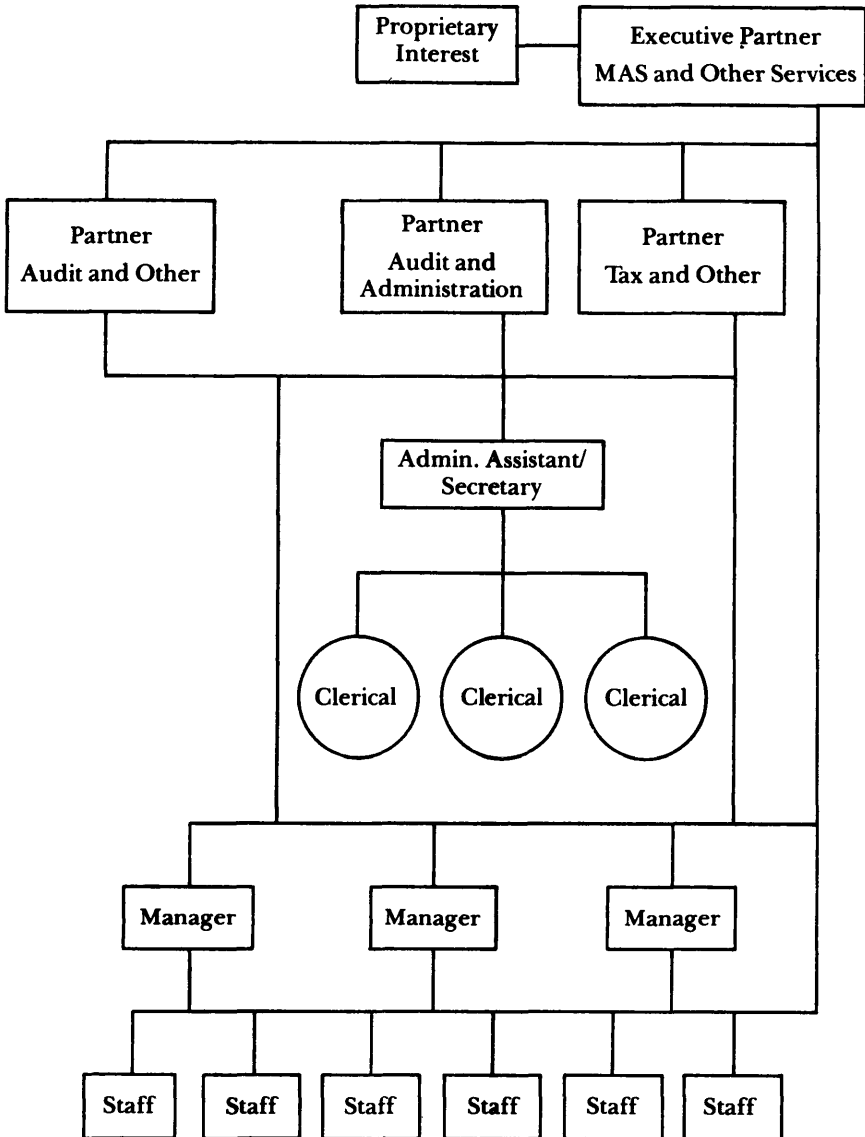 Proprietary
Interest
Executive Partner
MAS and Other Services
Partner
Audit and Other
Partner
Audit and
Administration
Partner
Tax and Other
Admin. Assistant/
Secretary
Clerical
Clerical
Clerical
Manager
Manager
Manager
Staff
Staff
Staff
Staff
Staff
Staff